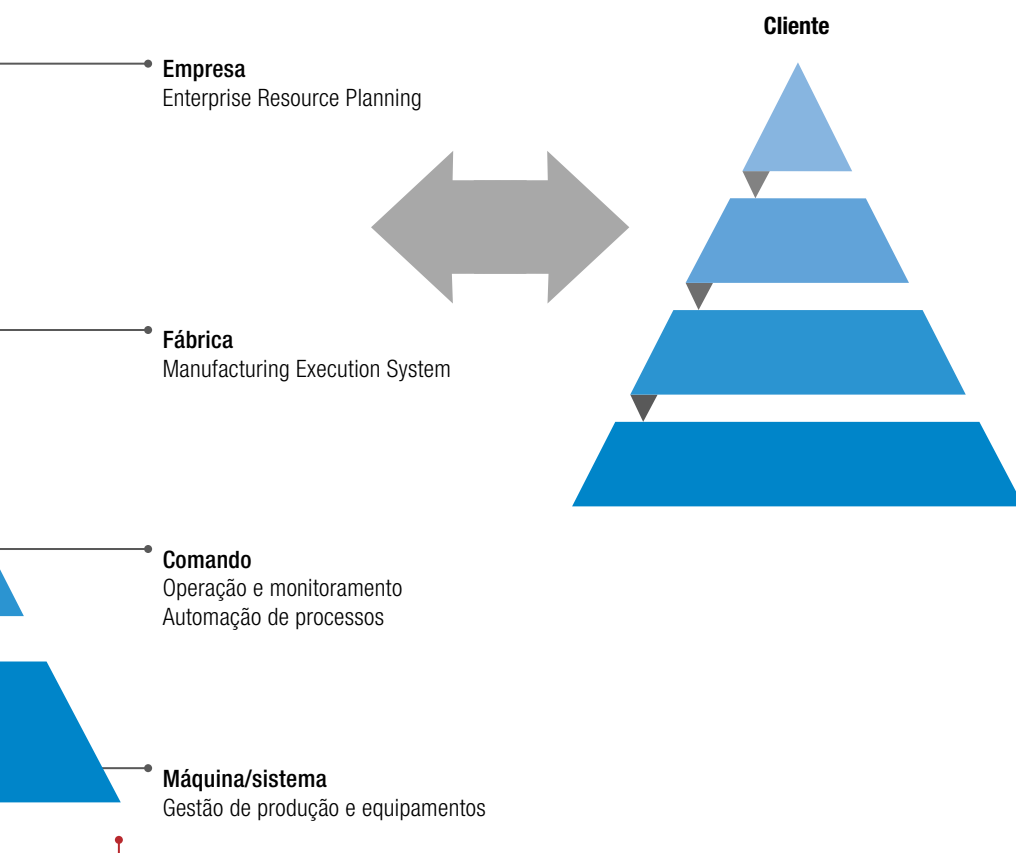 Cliente
Empresa
Enterprise Resource Planning
Fábrica
Manufacturing Execution System
Comando
Operação e monitoramento
Automação de processos
Máquina/sistema
Gestão de produção e equipamentos